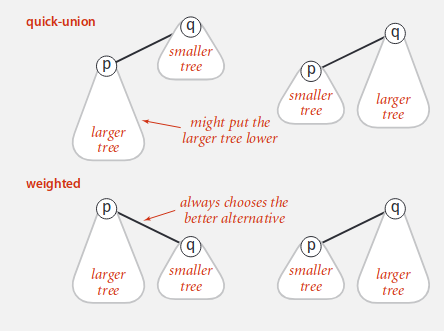 quick-union
q
smaller
tree
p
larger
tree
might put the
larger tree lower
q
p
smaller
tree
larger
tree
weighted
p
always chooses the
better alternative
q
larger
tree
smaller
tree
q
p
smaller
tree
larger
tree